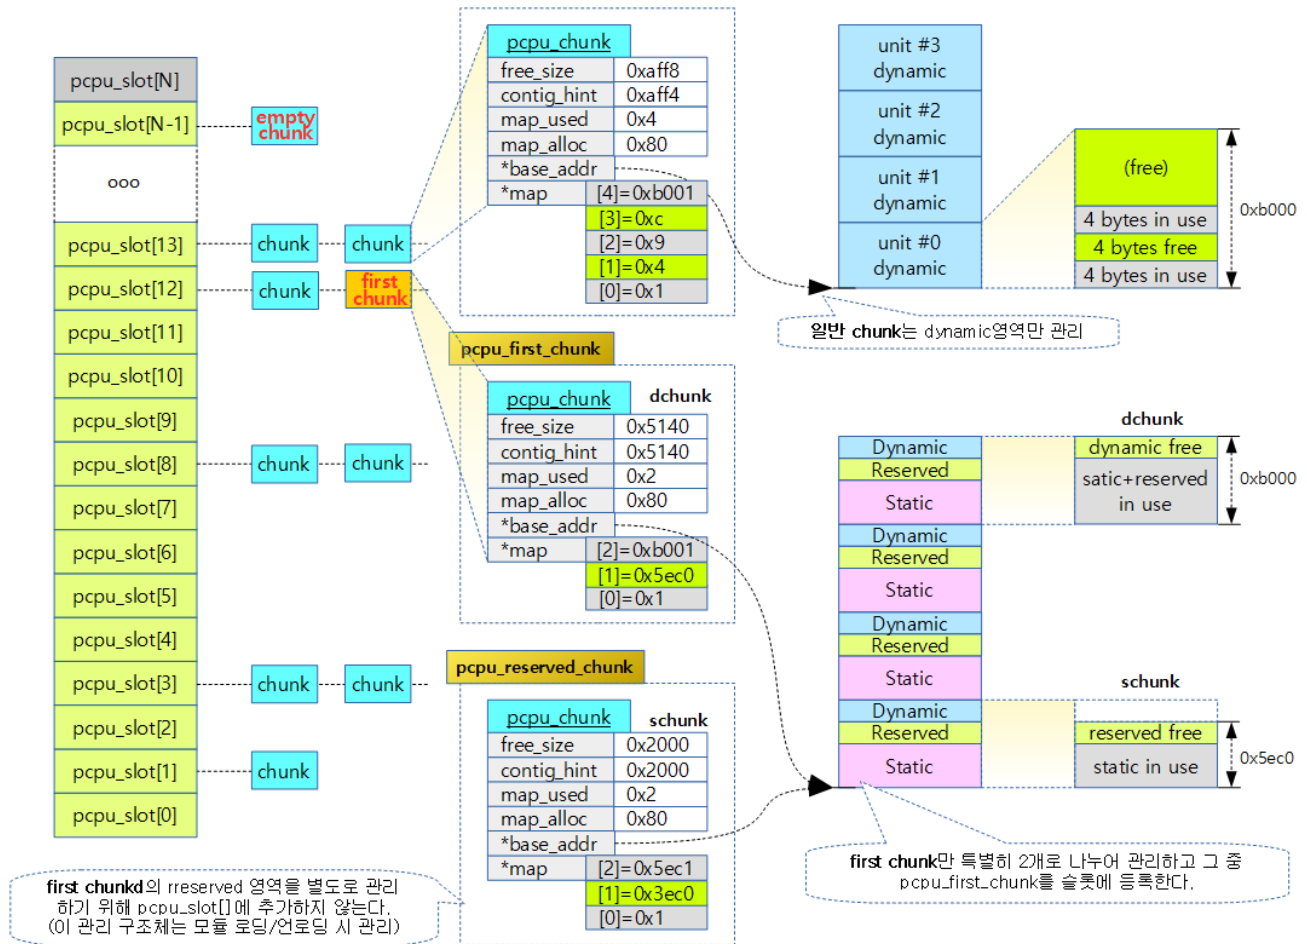 pcpu_slot[N]
pcpu_slot[N-1]
ooo
pcpu_slot[13]
pcpu_slot[12]
pcpu_slot[11]
pcpu_slot[10]
pcpu_slot[9]
pcpu_slot[8]
pcpu_slot[7]
pcpu_slot[6]
pcpu_slot[5]
pcpu_slot[4]
pcpu_slot[3]
pcpu_slot[2]
pcpu_slot[1]
pcpu_slot[0]
empty
chunk
chunk
chunk
chunk
first
chunk
chunk
chunk
chunk
chunk
chunk
pcpu_chunk
free_size 0xaff8
contig_hint 0xaff4
map_used 0x4
map_alloc 0x80
*base_addr
*map [4]=0xb001
[3]=0xc
[2]=0x9
[1]=0x4
[0]=0x1
pcpu_first_chunk
pcpu_chunk dchunk
free_size 0x5140
contig_hint 0x5140
map_used 0x2
map_alloc 0x80
*base_addr
*map [2]=0xb001
[1]=0x5ec0
[0]=0x1
pcpu_reserved_chunk
pcpu_chunk schunk
free_size 0x2000
contig_hint 0x2000
map_used 0x2
map_alloc 0x80
*base_addr
*map [2]=0x5ec1
[1]=0x3ec0
[0]=0x1
first chunkd의 rreserved 영역을 별도로 관리
하기 위해 pcpu_slot[]에 추가하지 않는다.
(이 관리 구조체는 모듈 로딩/언로딩 시 관리)
unit #3
dynamic
unit #2
dynamic
unit #1
dynamic
unit #0
dynamic
(free)
4 bytes in use
4 bytes free
4 bytes in use
0xb000
일반 chunk는 dynamic영역만 관리
Dynamic
Reserved
Static
Dynamic
Reserved
Static
Dynamic
Reserved
Static
Dynamic
Reserved
Static
dchunk
dynamic free
satic+reserved
in use
0xb000
schunk
reserved free
static in use
0x5ec0
first chunk만 특별히 2개로 나누어 관리하고 그 중
pcpu_first_chunk를 슬롯에 등록한다.